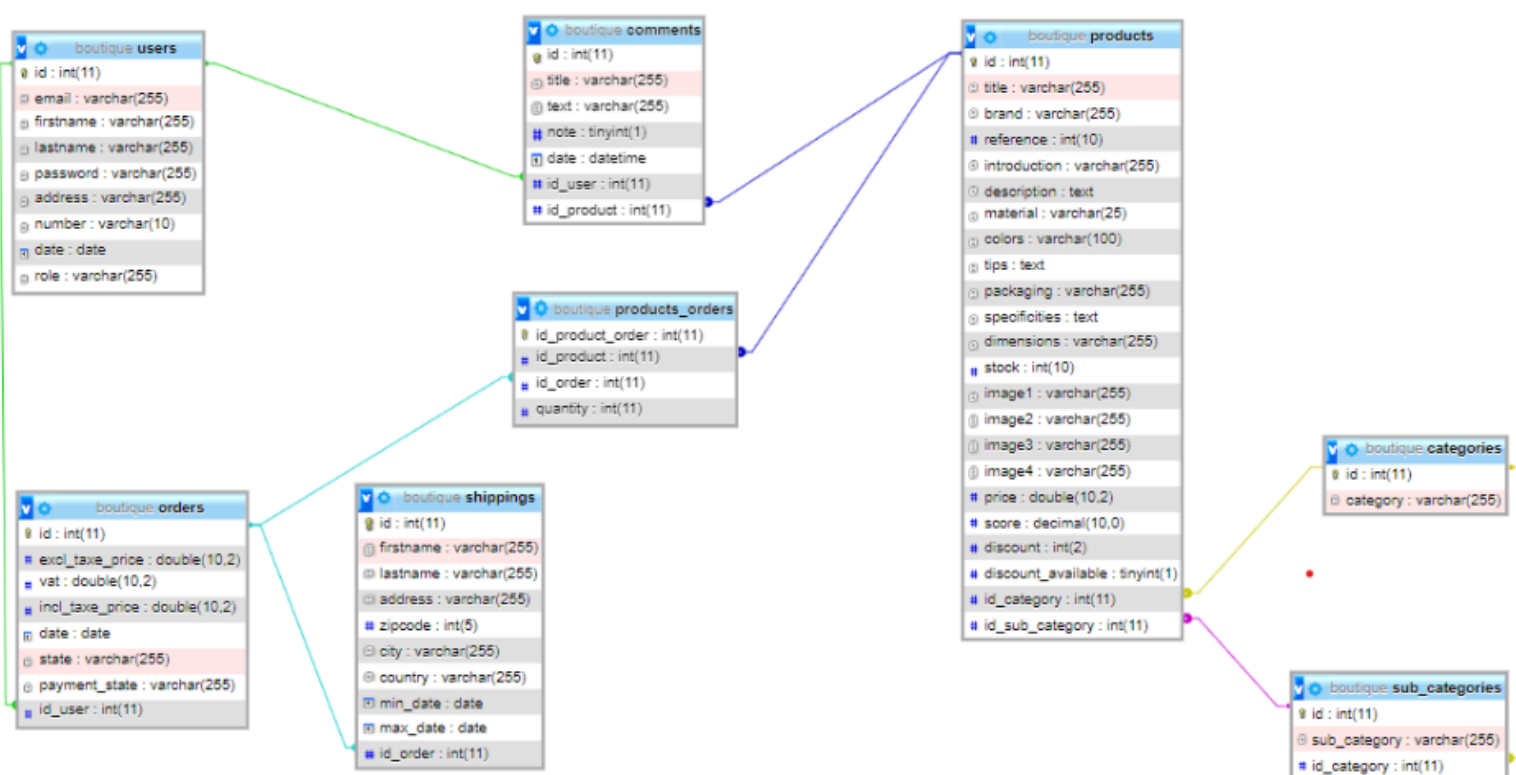 boutique users
id : int(11)
email : varchar(255)
firstname : varchar(255)
lastname : varchar(255)
password : varchar(255)
address : varchar(255)
number : varchar(10)
date : date
role : varchar(255)
boutique comments
id : int(11)
title : varchar(255)
text : varchar(255)
note : tinyint(1)
date : datetime
id_user : int(11)
id_product : int(11)
boutique products
id : int(11)
title : varchar(255)
brand : varchar(255)
reference : int(10)
introduction : varchar(255)
description : text
material : varchar(25)
colors : varchar(100)
tips : text
packaging : varchar(255)
specificities : text
dimensions : varchar(255)
stock : int(10)
image1 : varchar(255)
image2 : varchar(255)
image3 : varchar(255)
image4 : varchar(255)
price : double(10,2)
score : decimal(10,0)
discount : int(2)
discount_available : tinyint(1)
id_category : int(11)
id_sub_category : int(11)
boutique products_orders
id_product_order : int(11)
id_product : int(11)
id_order : int(11)
quantity : int(11)
boutique orders
id : int(11)
excl_taxe_price : double(10,2)
vat : double(10,2)
incl_taxe_price : double(10,2)
date : date
state : varchar(255)
payment_state : varchar(255)
id_user : int(11)
boutique shippings
id : int(11)
firstname : varchar(255)
lastname : varchar(255)
address : varchar(255)
zipcode : int(5)
city : varchar(255)
country : varchar(255)
min_date : date
max_date : date
id_order : int(11)
boutique categories
id : int(11)
category : varchar(255)
boutique sub_categories
id : int(11)
sub_category : varchar(255)
id_category : int(11)